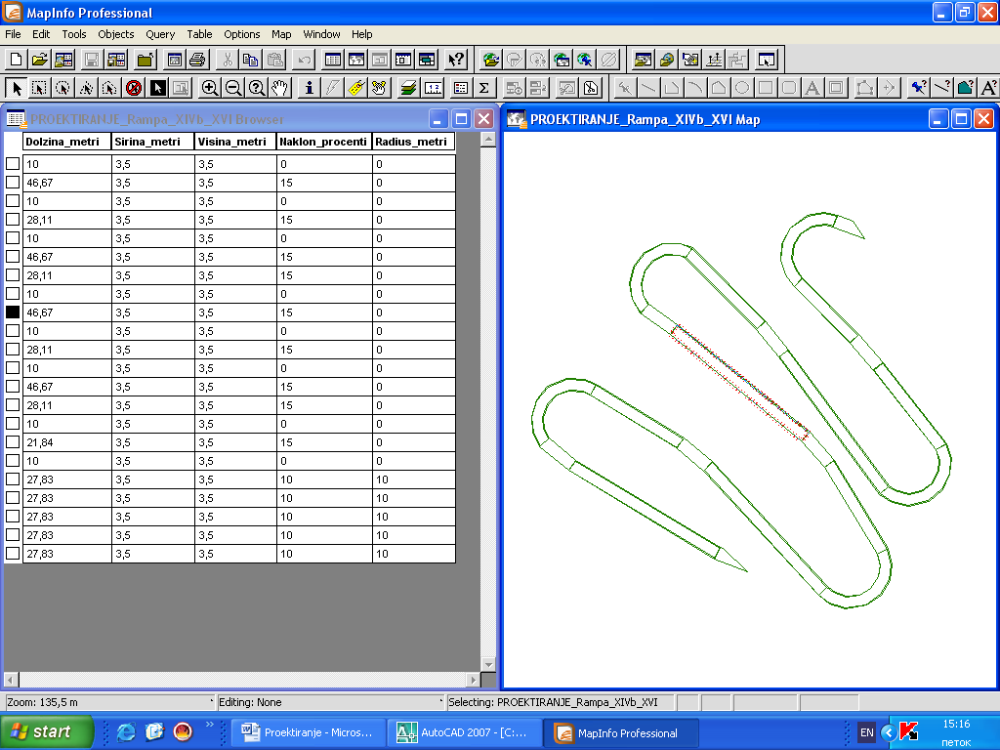 MapInfo Professional
File Edit Tools Objects Query Table Options Map Window Help
PROEKTIRANJE_Rampa_XIVb_XVI Browser
Dolzina_metri Sirina_metri Visina_metri Naklon_procenti Radius_metri
10 3,5 3,5 0 0
46,67 3,5 3,5 15 0
10 3,5 3,5 0 0
28,11 3,5 3,5 15 0
10 3,5 3,5 0 0
46,67 3,5 3,5 15 0
28,11 3,5 3,5 15 0
10 3,5 3,5 0 0
46,67 3,5 3,5 15 0
10 3,5 3,5 0 0
28,11 3,5 3,5 15 0
10 3,5 3,5 0 0
46,67 3,5 3,5 15 0
28,11 3,5 3,5 15 0
10 3,5 3,5 0 0
21,84 3,5 3,5 15 0
10 3,5 3,5 0 0
27,83 3,5 3,5 10 10
27,83 3,5 3,5 10 10
27,83 3,5 3,5 10 10
27,83 3,5 3,5 10 10
27,83 3,5 3,5 10 10
PROEKTIRANJE_Rampa_XIVb_XVI Map
Zoom: 135,5 m Editing: None Selecting: PROEKTIRANJE_Rampa_XIVb_XVI
start Proektiranje - Micros... AutoCAD 2007 - [C:... MapInfo Professional EN 15:16
петок